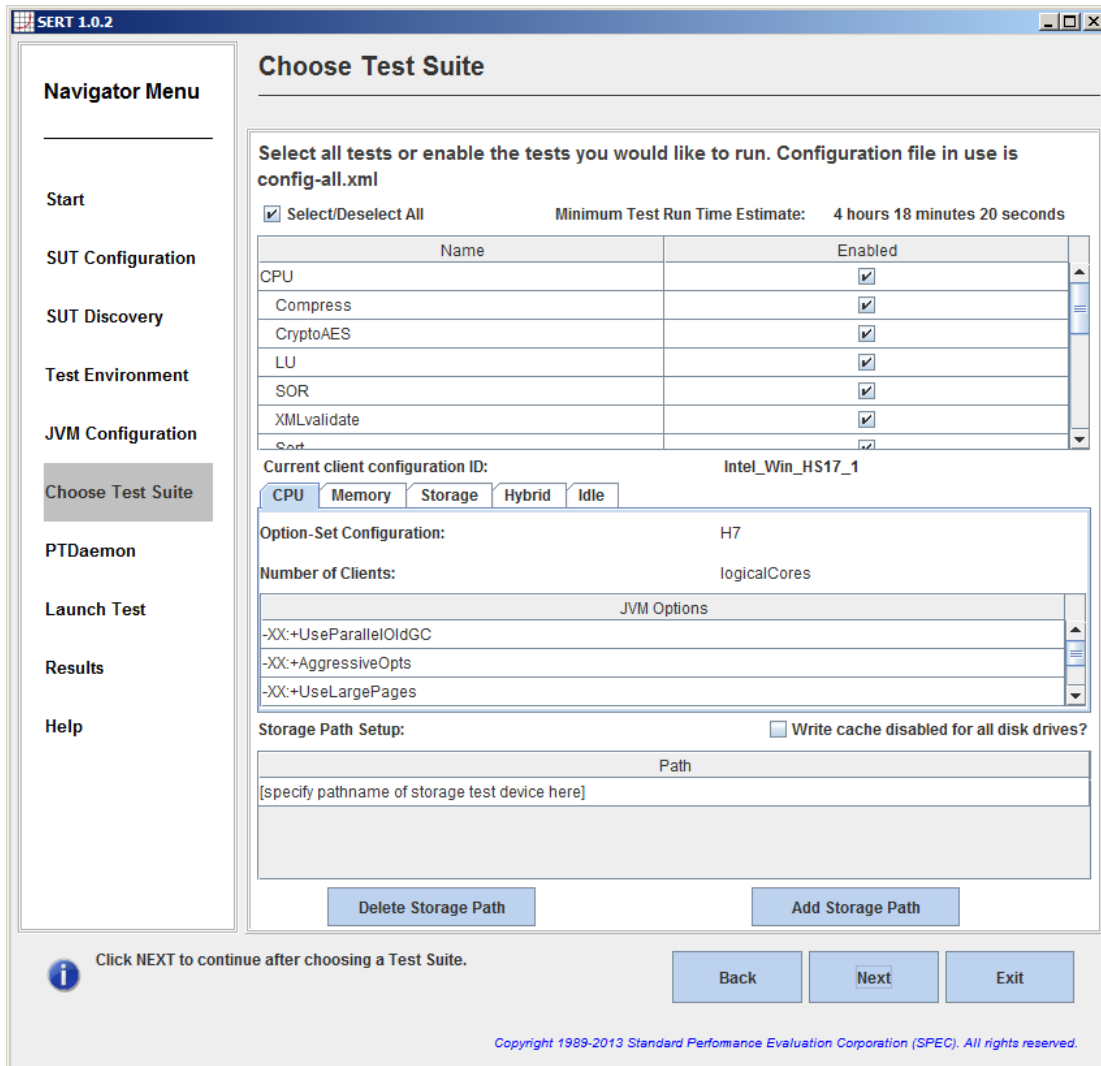 SERT 1.0.2
Navigator Menu
Start
SUT Configuration
SUT Discovery
Test Environment
JVM Configuration
Choose Test Suite
PTDaemon
Launch Test
Results
Help
Choose Test Suite
Select all tests or enable the tests you would like to run. Configuration file in use is
config-all.xml
Select/Deselect All Minimum Test Run Time Estimate: 4 hours 18 minutes 20 seconds
Name Enabled
CPU
Compress
CryptoAES
LU
SOR
XMLvalidate
Sort
Current client configuration ID: Intel_Win_HS17_1
CPU Memory Storage Hybrid Idle
Option-Set Configuration: H7
Number of Clients: logicalCores
JVM Options
-XX:+UseParallelOldGC
-XX:+AggressiveOpts
-XX:+UseLargePages
Storage Path Setup: Write cache disabled for all disk drives?
Path
[specify pathname of storage test device here]
Delete Storage Path Add Storage Path
Click NEXT to continue after choosing a Test Suite.
Back Next Exit
Copyright 1989-2013 Standard Perfomance Evaluation Corporation (SPEC). All rights reserved.